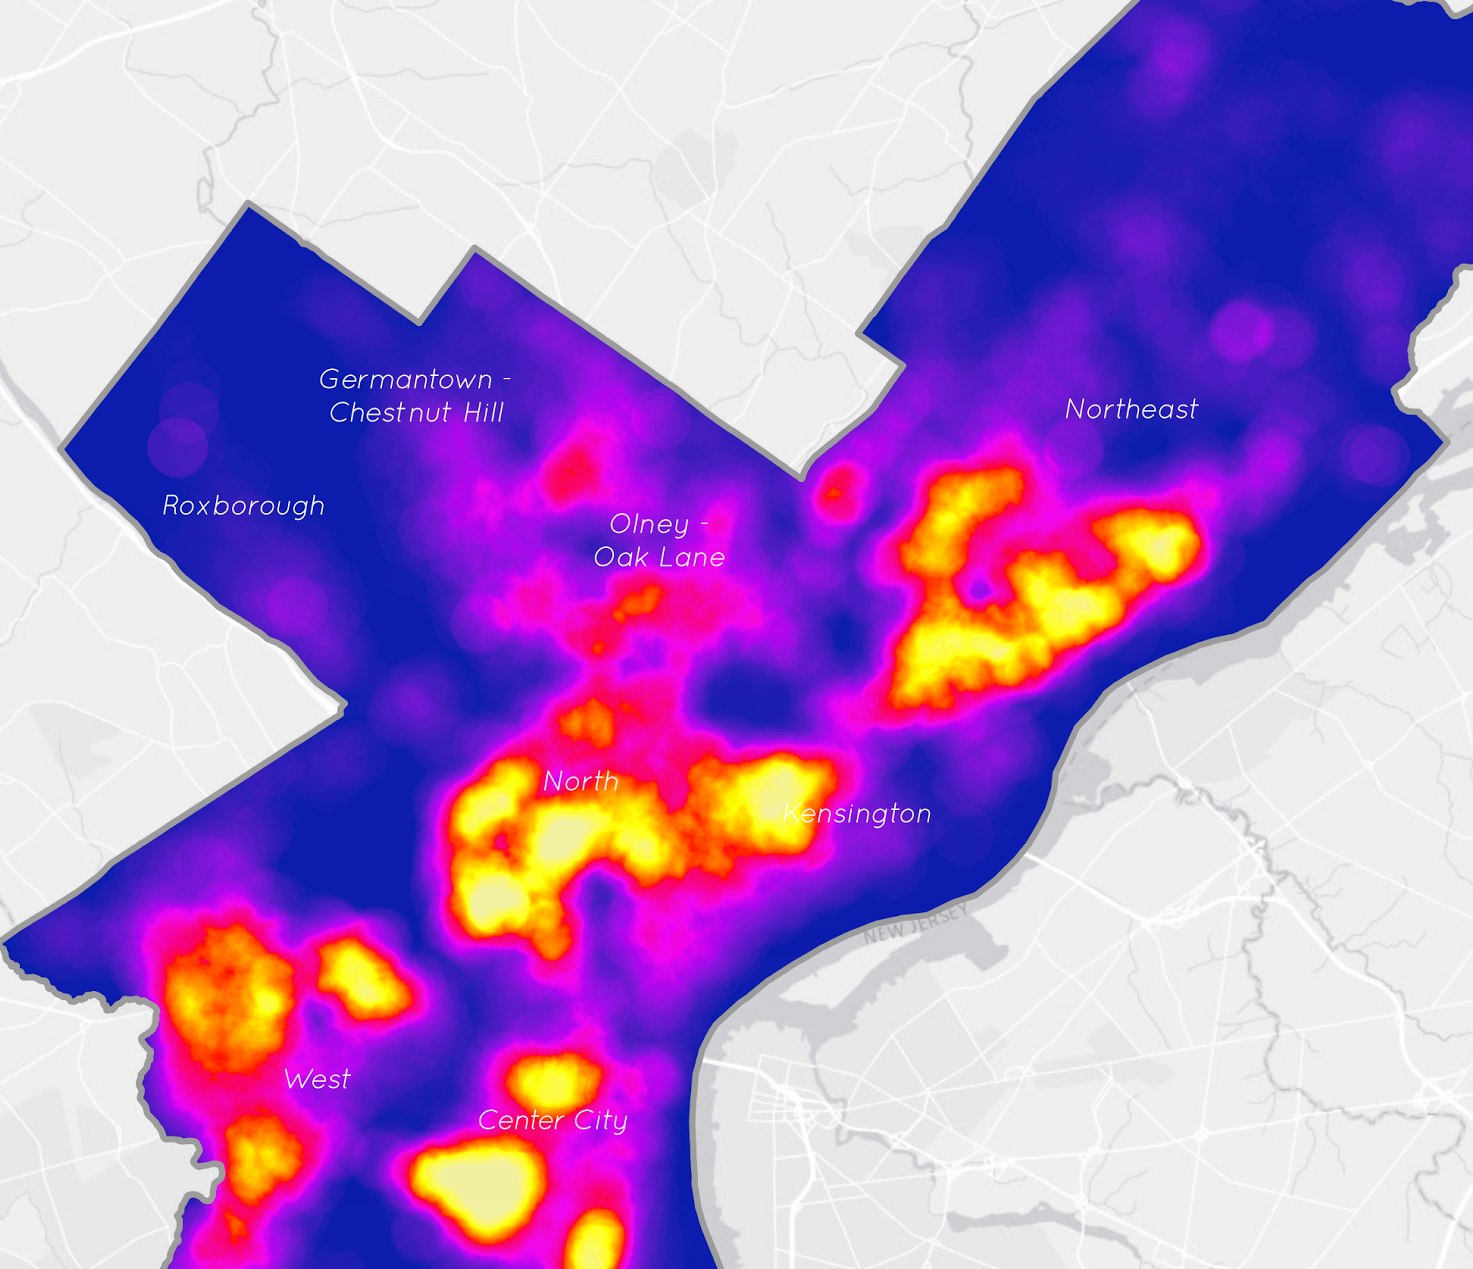 Germantown -
Chestnut Hill
Northeast
Roxborough
Olney -
Oak Lane
North
Kensington
NEW JERSEY
West
Center City